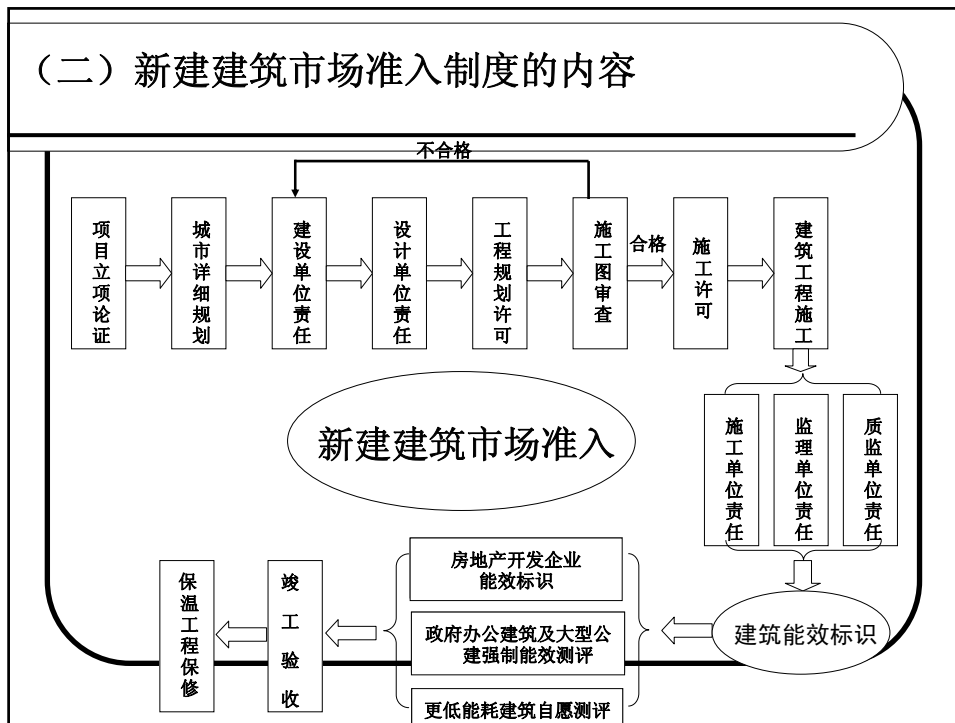 （二）新建建筑市场准入制度的内容
不合格
项目立项论证
城市详细规划
建设单位责任
设计单位责任
工程规划许可
施工图审查
合格
施工许可
建筑工程施工
新建建筑市场准入
施工单位责任
监理单位责任
质监单位责任
建筑能效标识
房地产开发企业
能效标识
政府办公建筑及大型公
建强制能效测评
更低能耗建筑自愿测评
竣工验收
保温工程保修